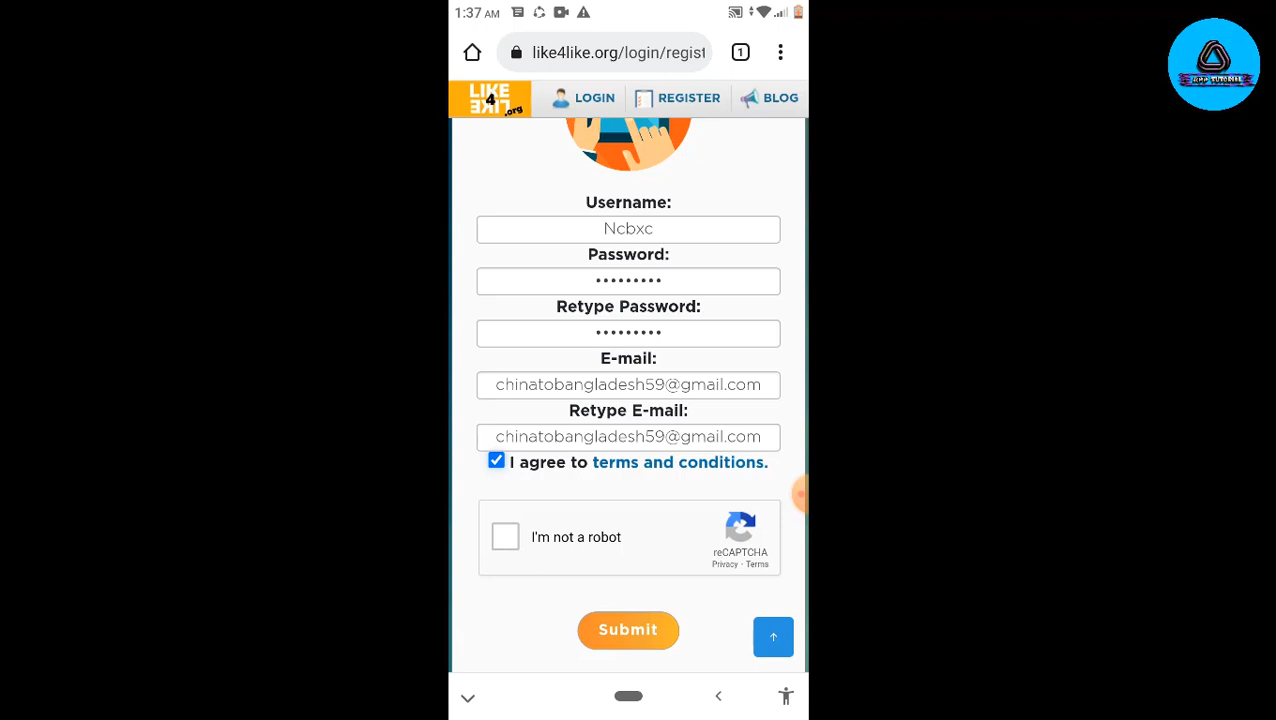 1:37 AM
like4like.org/login/regist
1
LIKE
4
LIKE
.org
LOGIN
REGISTER
BLOG
APP TUTORIAL
Username:
Ncbxc
Password:
•••••••••
Retype Password:
•••••••••
E-mail:
chinatobangladesh59@gmail.com
Retype E-mail:
chinatobangladesh59@gmail.com
I agree to terms and conditions.
I'm not a robot
reCAPTCHA
Privacy - Terms
Submit